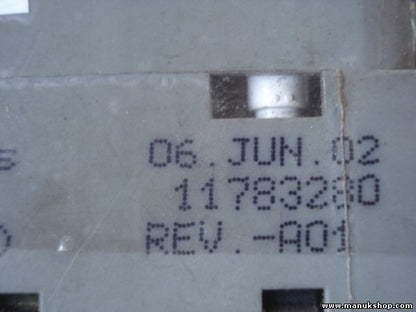 s 06.JUN.02
11783280
) REV.-A01
www.manukshop.com